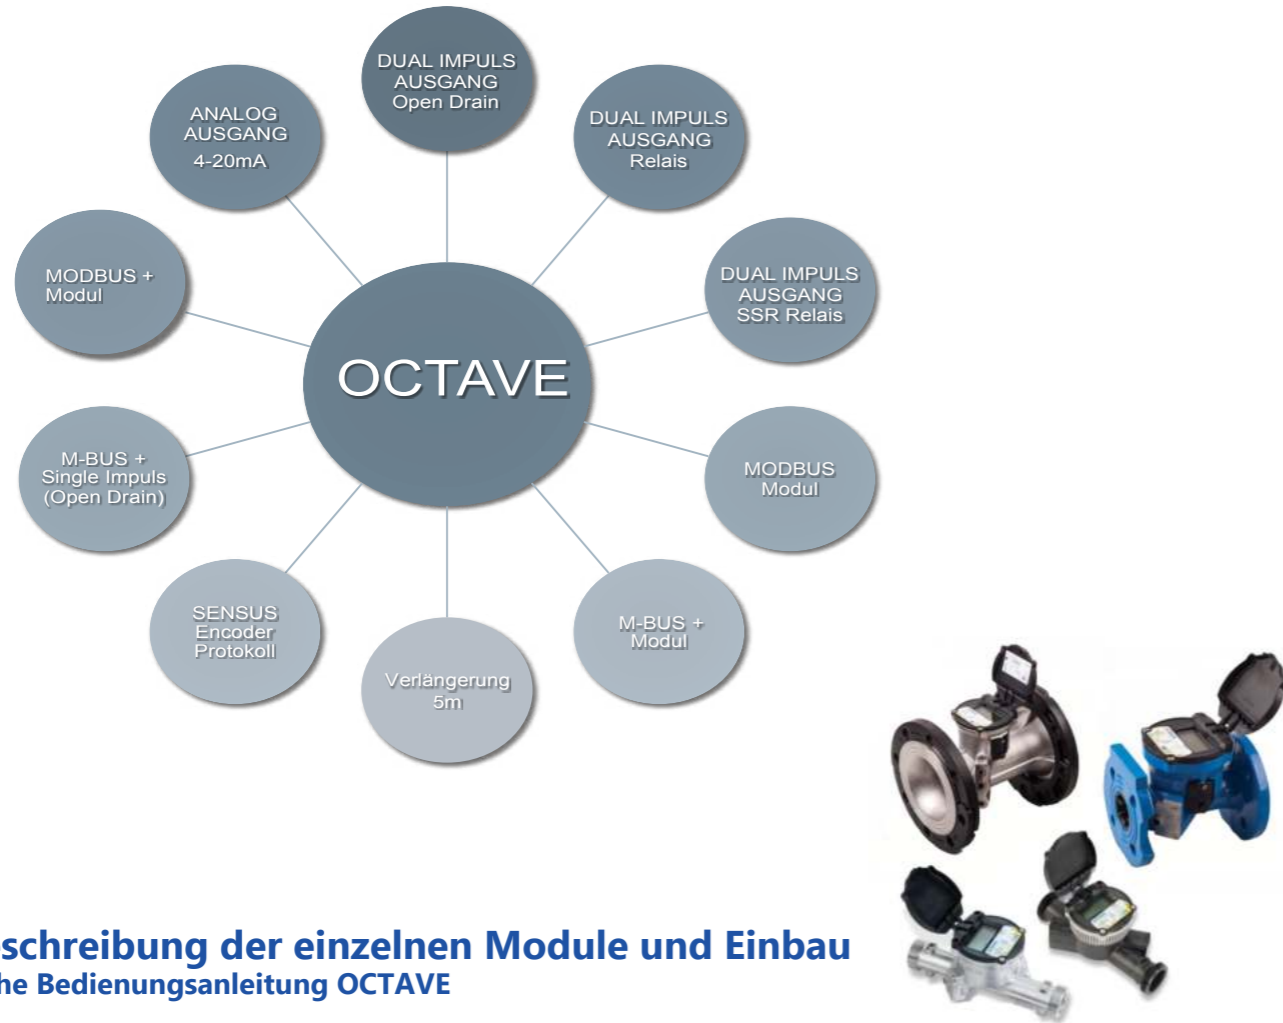 DUAL IMPULS
AUSGANG
Open Drain
DUAL IMPULS
AUSGANG
Relais
DUAL IMPULS
AUSGANG
SSR Relais
MODBUS
Modul
M-BUS +
Modul
Verlängerung
5m
SENSUS
Encoder
Protokoll
M-BUS +
Single Impuls
(Open Drain)
MODBUS +
Modul
ANALOG
AUSGANG
4-20mA
OCTAVE
schreibung der einzelnen Module und Einbau
he Bedienungsanleitung OCTAVE